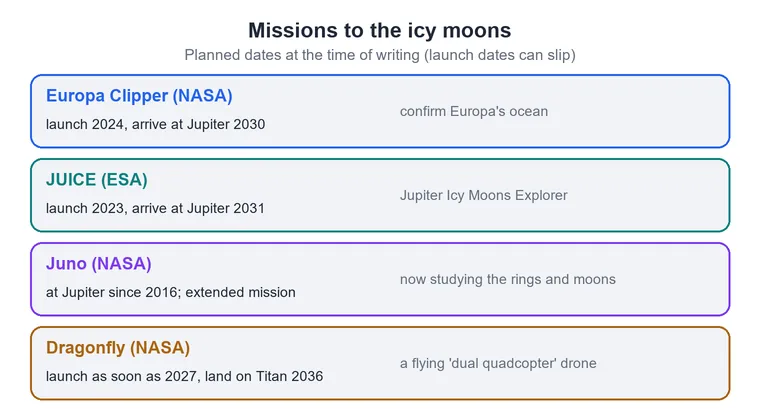 Missions to the icy moons
Planned dates at the time of writing (launch dates can slip)
Europa Clipper (NASA)
launch 2024, arrive at Jupiter 2030
confirm Europa's ocean
JUICE (ESA)
launch 2023, arrive at Jupiter 2031
Jupiter Icy Moons Explorer
Juno (NASA)
at Jupiter since 2016; extended mission
now studying the rings and moons
Dragonfly (NASA)
launch as soon as 2027, land on Titan 2036
a flying 'dual quadcopter' drone